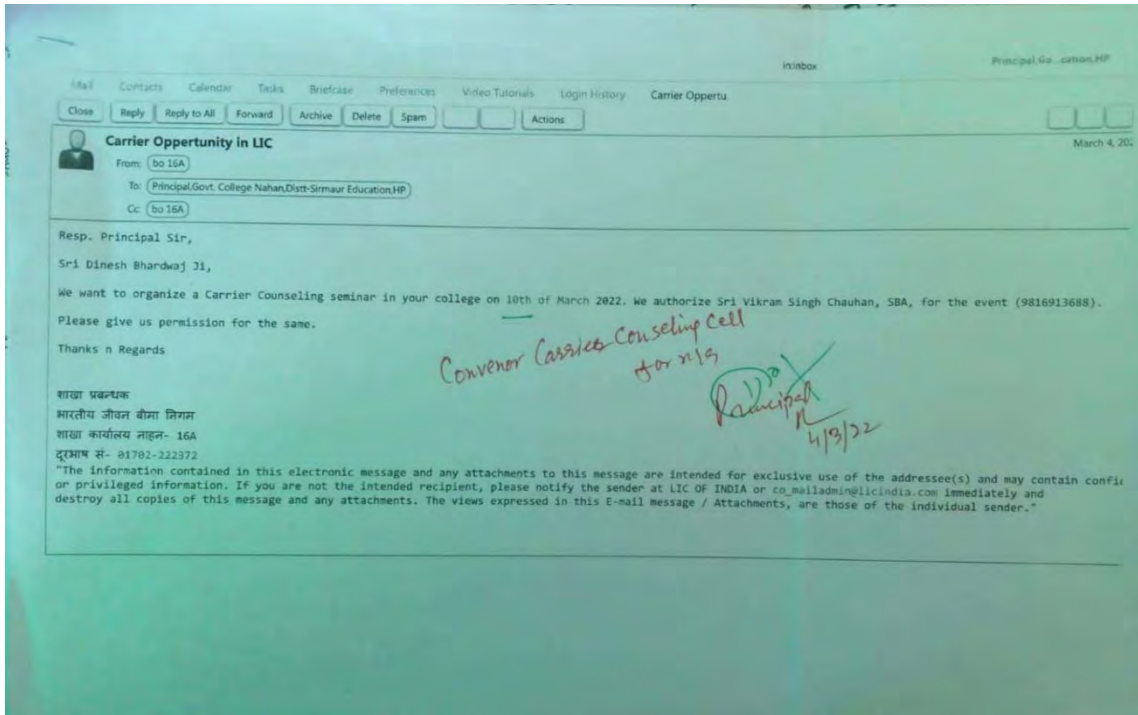 in:inbox
Mail Contacts Calendar Tasks Briefcase Preferences Video Tutorials Login History Carrier Oppertu
Close Reply Reply to All Forward Archive Delete Spam Actions
Carrier Oppertunity in LIC
March 4, 202
From: bo 16A
To: Principal,Govt. College Nahan,Distt-Sirmaur Education,HP
Cc: bo 16A
Resp. Principal Sir,
Sri Dinesh Bhardwaj Ji,
We want to organize a Carrier Counseling seminar in your college on 10th of March 2022. We authorize Sri Vikram Singh Chauhan, SBA, for the event (9816913688).
Please give us permission for the same.
Thanks n Regards
Convenor Carrier Conseling Cell
for n/a
Principal
4/3/22
शाखा प्रबन्धक
भारतीय जीवन बीमा निगम
शाखा कार्यालय नाहन- 16A
दूरभाष सं- 01702-222372
"The information contained in this electronic message and any attachments to this message are intended for exclusive use of the addressee(s) and may contain confi
or privileged information. If you are not the intended recipient, please notify the sender at LIC OF INDIA or co_mailadmin@licindia.com immediately and
destroy all copies of this message and any attachments. The views expressed in this E-mail message / Attachments, are those of the individual sender."